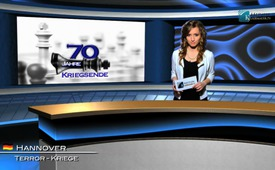 70
JAHRE
KRIEGSENDE
HANNOVER
TERROR - KRIEGE